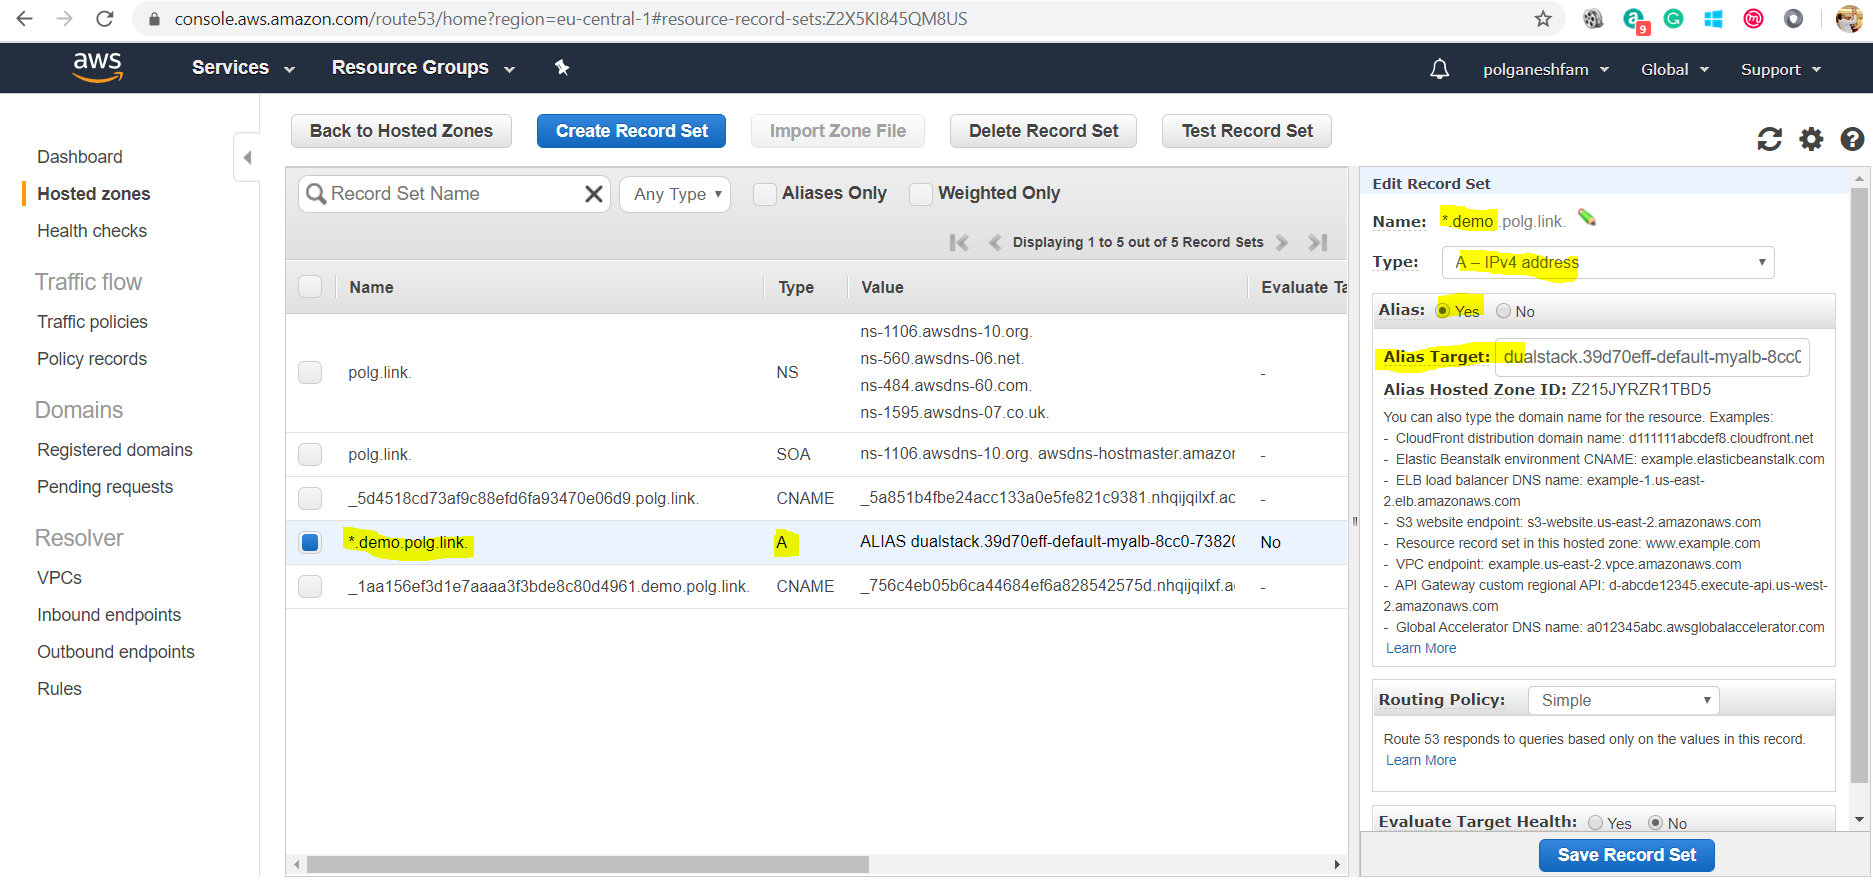 console.aws.amazon.com/route53/home?region=eu-central-1#resource-record-sets:Z2X5KI845QM8US
9
aws
Services
Resource Groups
polganeshfam
Global
Support
Dashboard
Hosted zones
Health checks
Traffic flow
Traffic policies
Policy records
Domains
Registered domains
Pending requests
Resolver
VPCs
Inbound endpoints
Outbound endpoints
Rules
Back to Hosted Zones
Create Record Set
Import Zone File
Delete Record Set
Test Record Set
Record Set Name
Any Type
Aliases Only
Weighted Only
Displaying 1 to 5 out of 5 Record Sets
Name Type Value Evaluate Ta
polg.link. NS
ns-1106.awsdns-10.org.
ns-560.awsdns-06.net.
ns-484.awsdns-60.com.
ns-1595.awsdns-07.co.uk.
-
polg.link. SOA ns-1106.awsdns-10.org. awsdns-hostmaster.amazor -
_5d4518cd73af9c88efd6fa93470e06d9.polg.link. CNAME _5a851b4fbe24acc133a0e5fe821c9381.nhqijqilxf.ac -
*.demo.polg.link. A ALIAS dualstack.39d70eff-default-myalb-8cc0-73820 No
_1aa156ef3d1e7aaaa3f3bde8c80d4961.demo.polg.link. CNAME _756c4eb05b6ca44684ef6a828542575d.nhqijqilxf.ac -
Edit Record Set
Name: *.demo .polg.link.
Type: A – IPv4 address
Alias: Yes No
Alias Target: dualstack.39d70eff-default-myalb-8cc0
Alias Hosted Zone ID: Z215JYRZR1TBD5
You can also type the domain name for the resource. Examples:
- CloudFront distribution domain name: d111111abcdef8.cloudfront.net
- Elastic Beanstalk environment CNAME: example.elasticbeanstalk.com
- ELB load balancer DNS name: example-1.us-east-
2.elb.amazonaws.com
- S3 website endpoint: s3-website.us-east-2.amazonaws.com
- Resource record set in this hosted zone: www.example.com
- VPC endpoint: example.us-east-2.vpce.amazonaws.com
- API Gateway custom regional API: d-abcde12345.execute-api.us-west-
2.amazonaws.com
- Global Accelerator DNS name: a012345abc.awsglobalaccelerator.com
Learn More
Routing Policy: Simple
Route 53 responds to queries based only on the values in this record.
Learn More
Evaluate Target Health: Yes No
Save Record Set